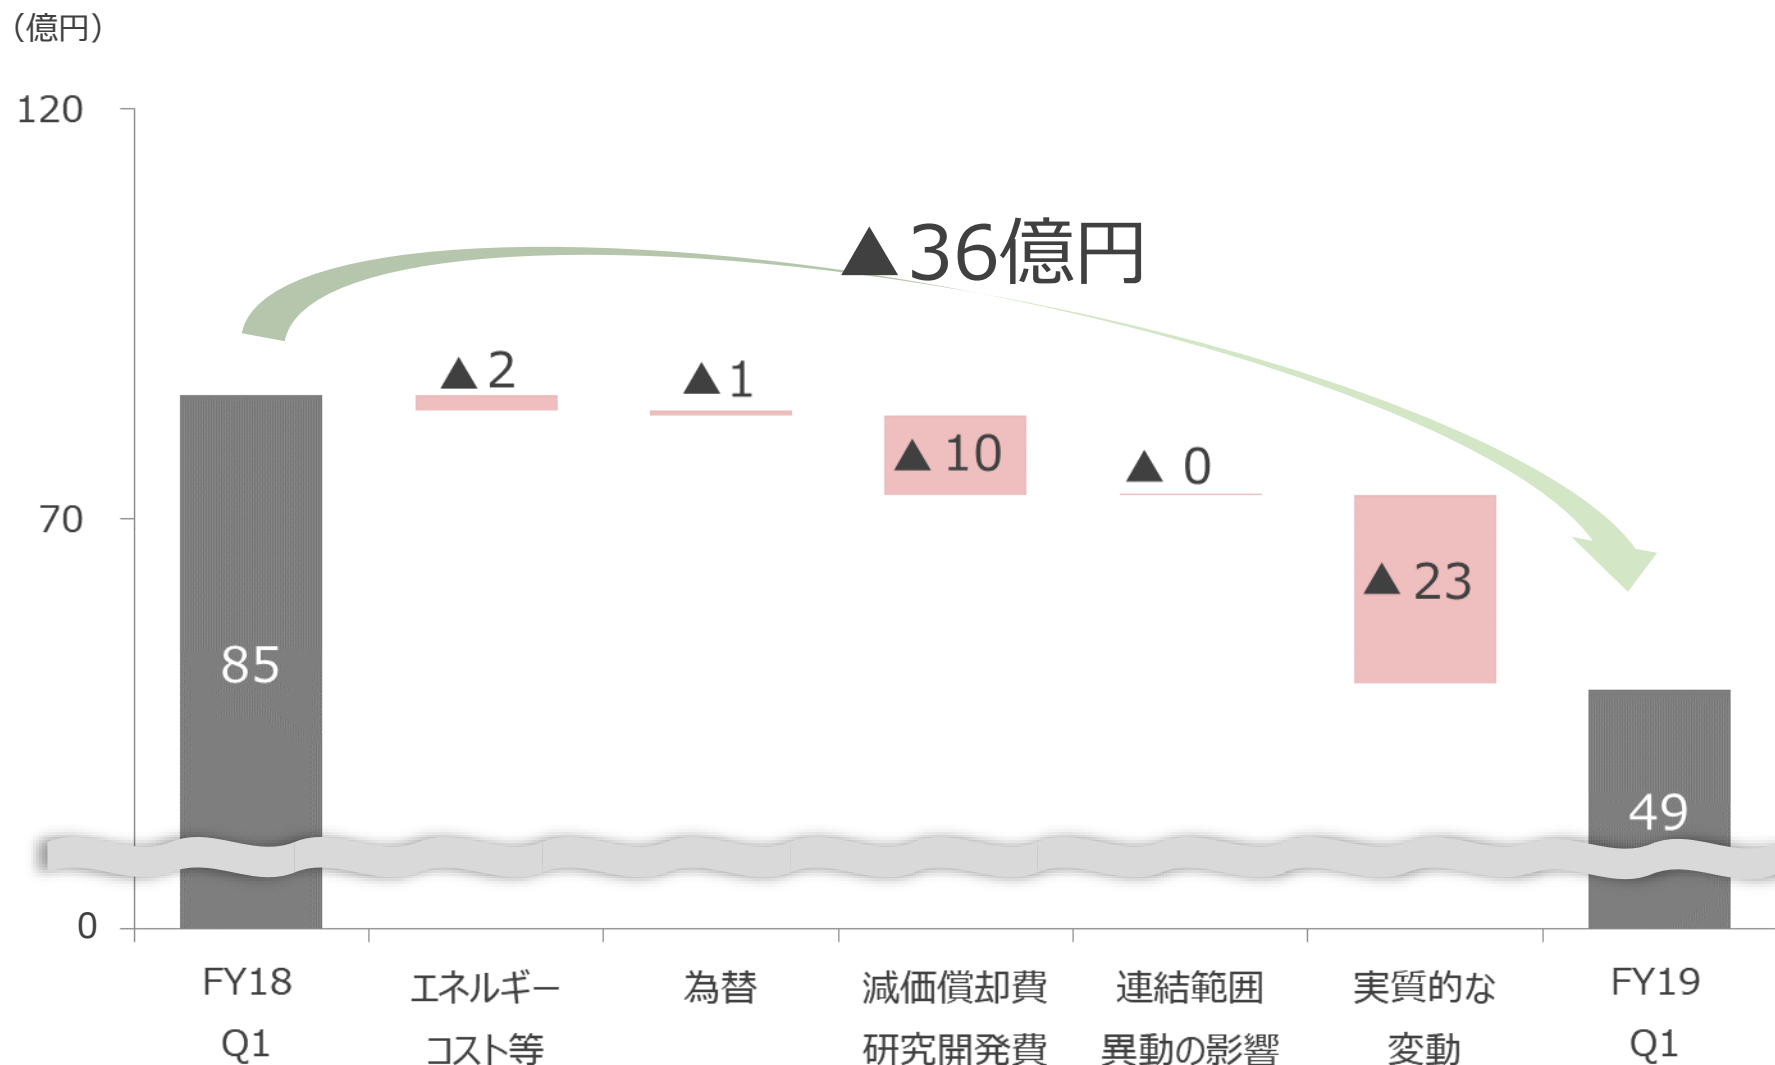 （億円）
120
▲36億円
▲2
▲1
▲10
▲0
70
▲23
85
49
0
FY18
Q1
エネルギー
コスト等
為替
減価償却費
研究開発費
連結範囲
異動の影響
実質的な
変動
FY19
Q1